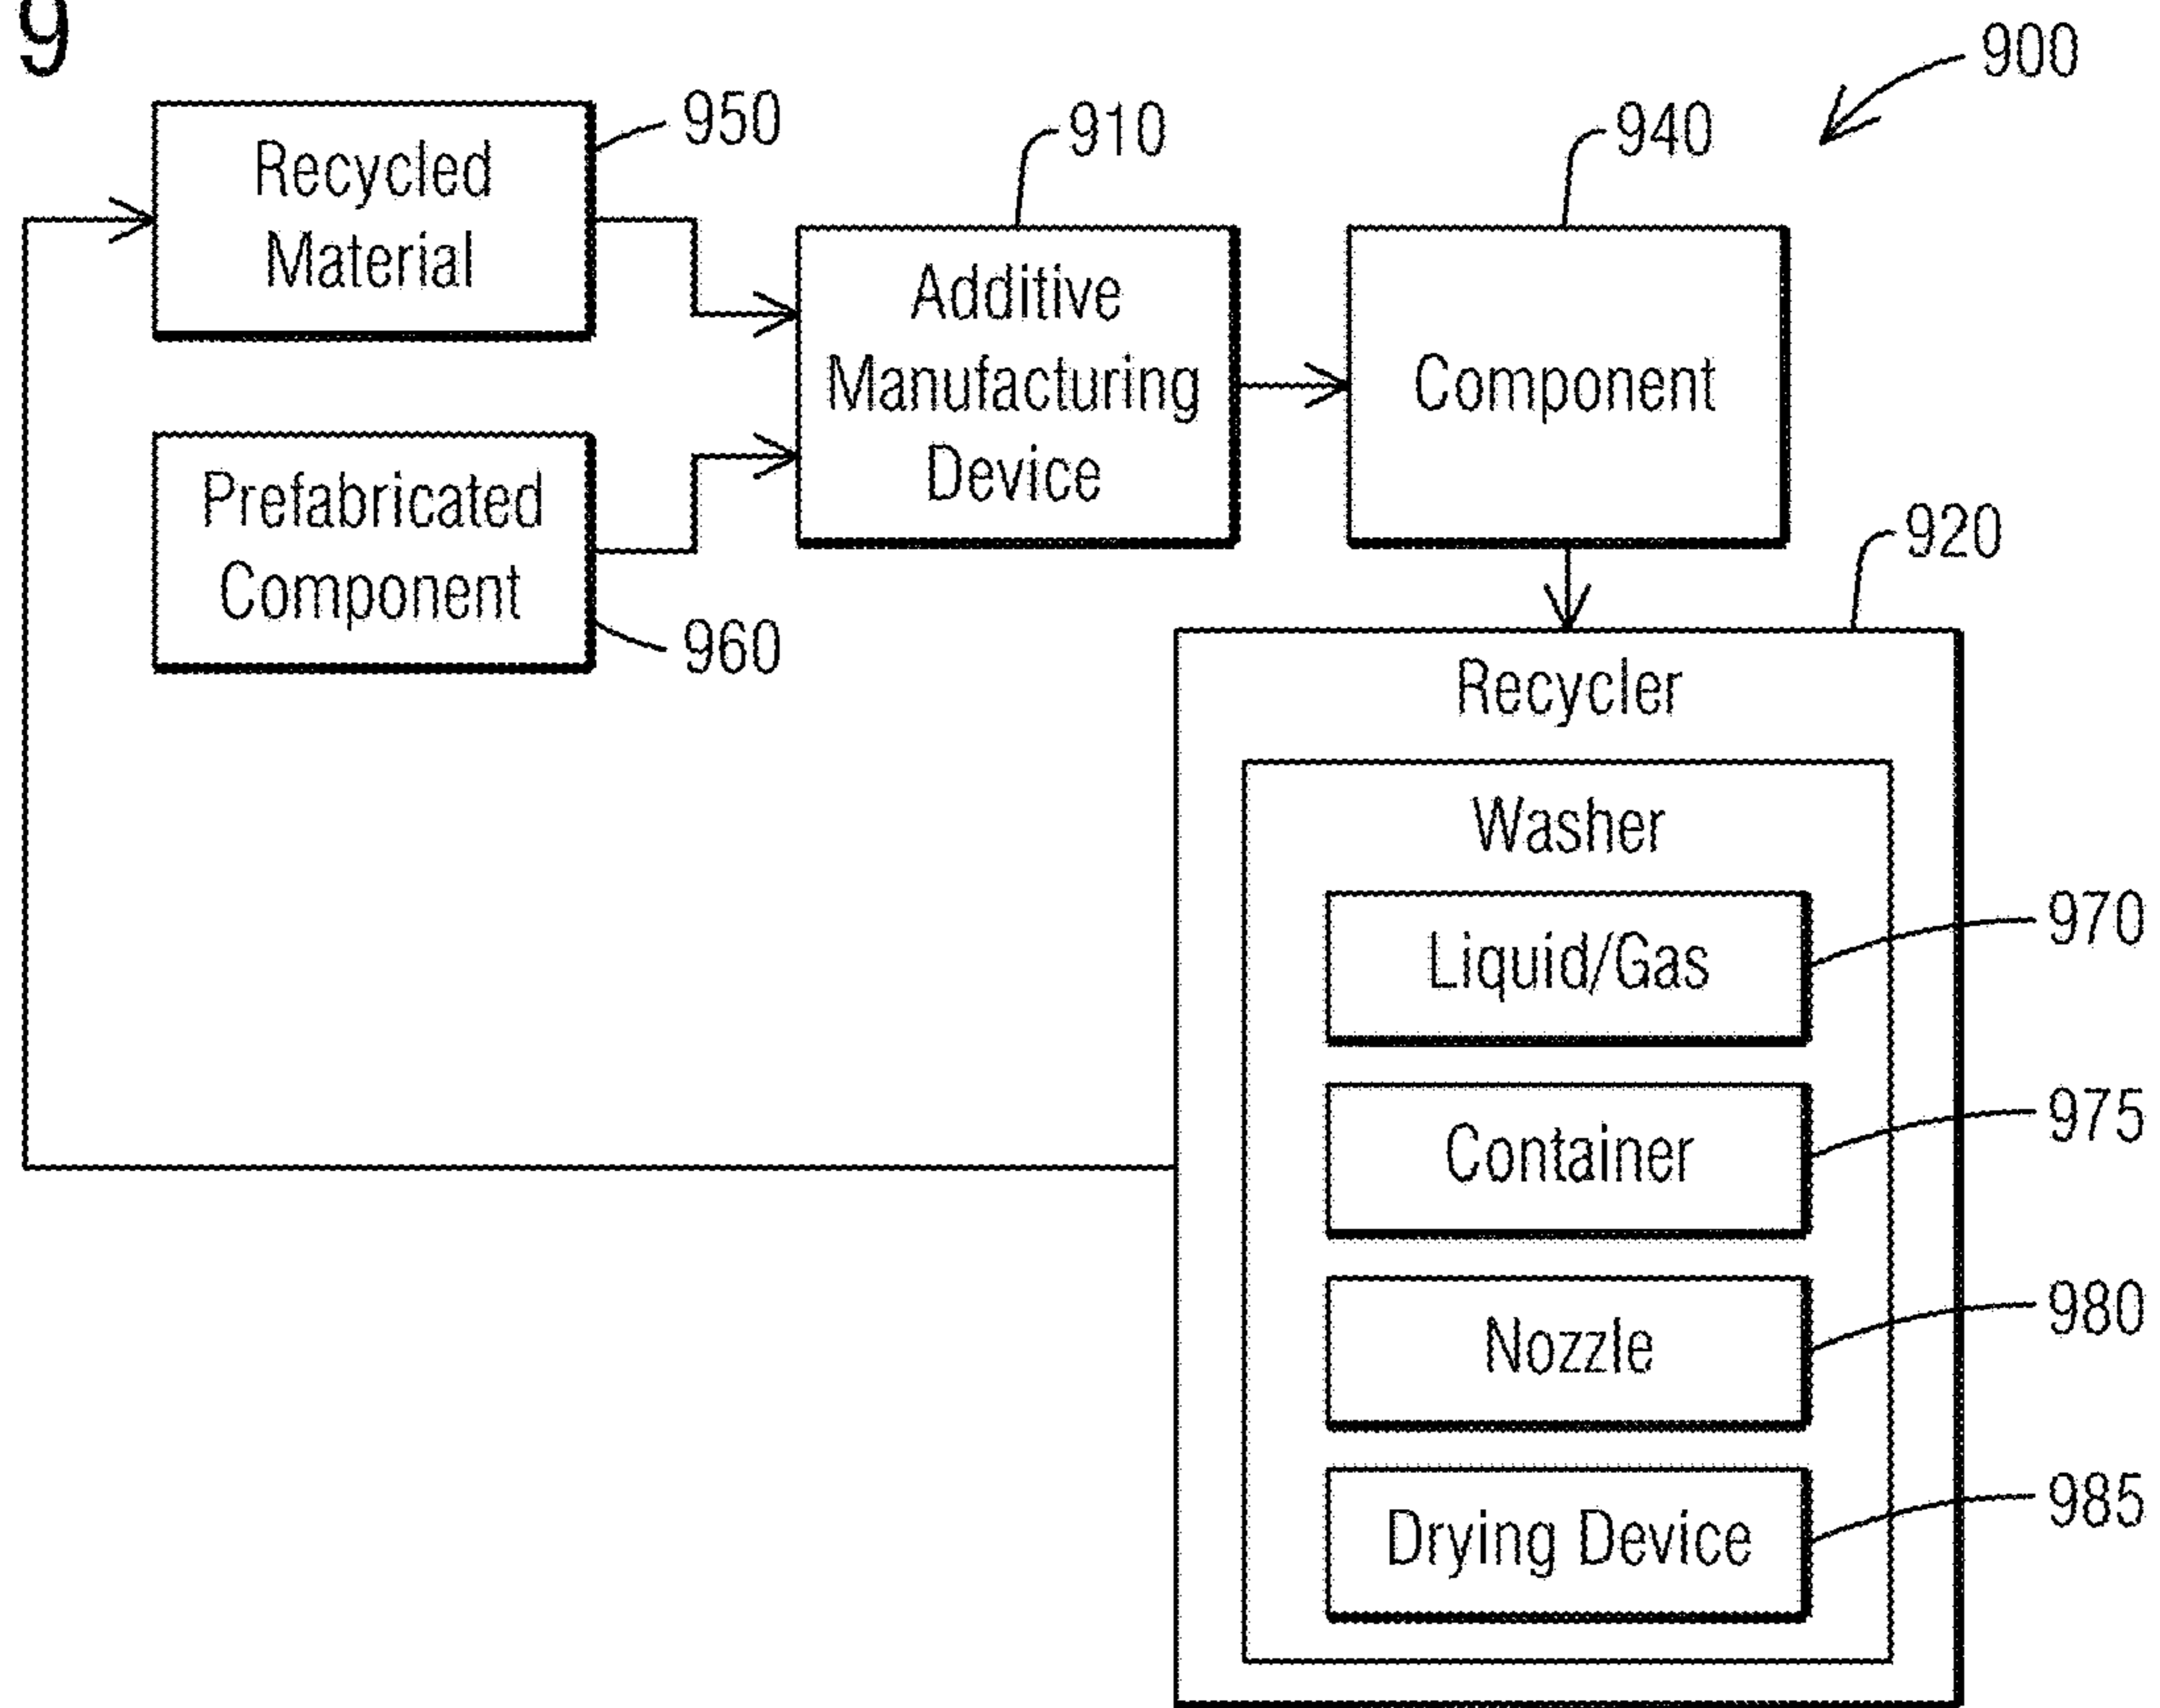 9
900
950
910
940
Recycled
Material
Additive
Manufacturing
Device
Component
Prefabricated
Component
960
920
Recycler
Washer
Liquid/Gas
970
Container
975
Nozzle
980
Drying Device
985